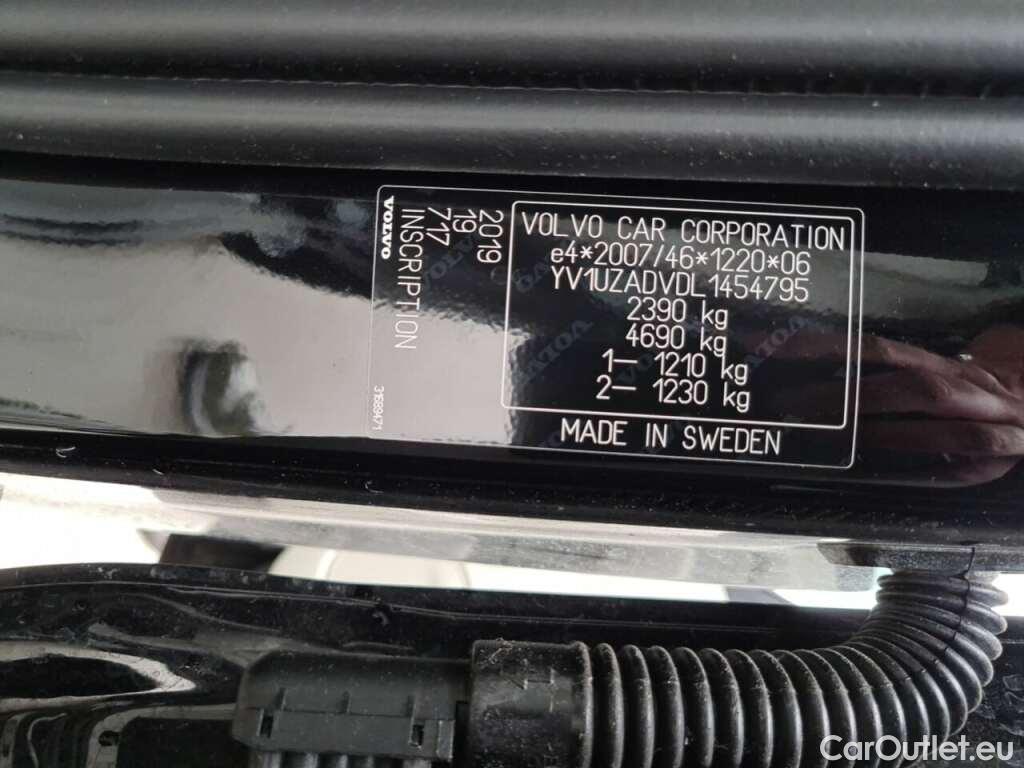 VOLVO CAR CORPORATION
e4*2007/46*1220*06
YV1UZADVDL1454795
2390 kg
4690 kg
1— 1210 kg
2— 1230 kg
MADE IN SWEDEN
2019
19
717
INSCRIPTION
VOLVO
31689471
CarOutlet.eu